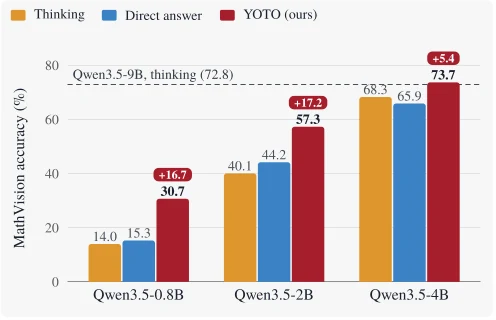 Thinking Direct answer YOTO (ours)
MathVision accuracy (%)
80
60
40
20
0
Qwen3.5-9B, thinking (72.8)
14.0 15.3 +16.7 30.7
40.1 44.2 +17.2 57.3
68.3 65.9 +5.4 73.7
Qwen3.5-0.8B Qwen3.5-2B Qwen3.5-4B